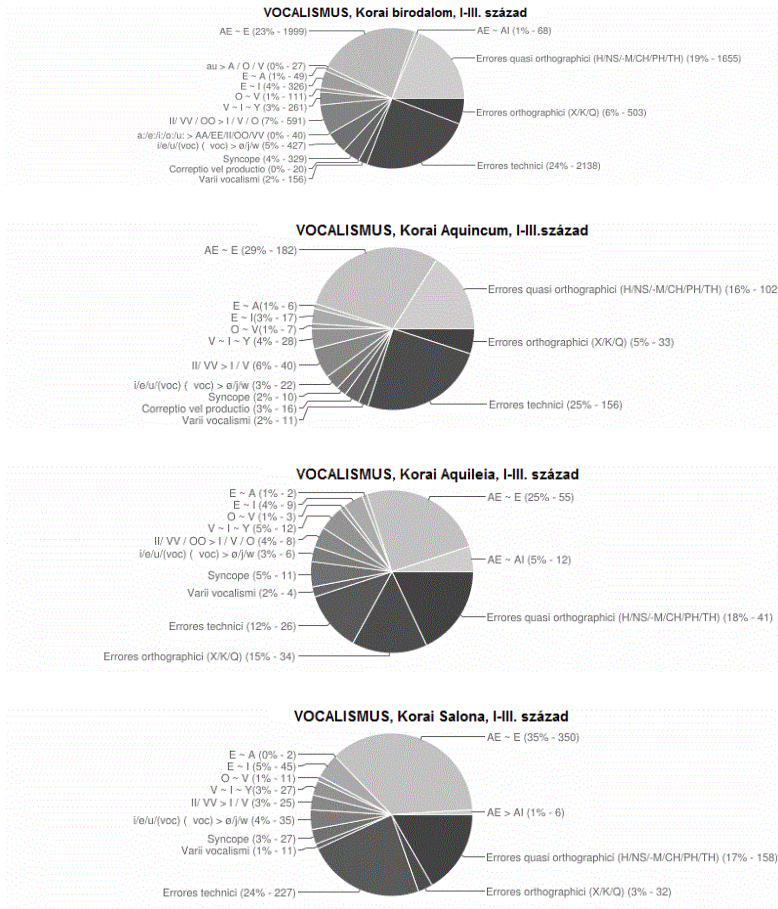 VOCALISMUS, Korai birodalom, I-III. század
AE ~ E (23% - 1999)
AE ~ AI (1% - 68)
Errores quasi orthographici (H/NS/-M/CH/PH/TH) (19% - 1655)
au > A / O / V (0% - 27)
E ~ A (1% - 49)
E ~ I (4% - 326)
O ~ V (1% - 111)
V ~ I ~ Y (3% - 261)
II/ VV / OO > I / V / O (7% - 591)
a:/e:/i:/o:/u: > AA/EE/II/OO/VV (0% - 40)
i/e/u/(voc) ( voc) > ø/j/w (5% - 427)
Syncope (4% - 329)
Correptio vel productio (0% - 20)
Varii vocalismi (2% - 156)
Errores orthographici (X/K/Q) (6% - 503)
Errores technici (24% - 2138)
VOCALISMUS, Korai Aquincum, I-III.század
AE ~ E (29% - 182)
Errores quasi orthographici (H/NS/-M/CH/PH/TH) (16% - 102
E ~ A(1% - 6)
E ~ I(3% - 17)
O ~ V(1% - 7)
V ~ I ~ Y (4% - 28)
II/ VV > I / V (6% - 40)
i/e/u/(voc) ( voc) > ø/j/w (3% - 22)
Syncope (2% - 10)
Correptio vel productio (3% - 16)
Varii vocalismi (2% - 11)
Errores orthographici (X/K/Q) (5% - 33)
Errores technici (25% - 156)
VOCALISMUS, Korai Aquileia, I-III. század
E ~ A (1% - 2)
E ~ I (4% - 9)
O ~ V (1% - 3)
V ~ I ~ Y (5% - 12)
II/ VV / OO > I / V / O (4% - 8)
i/e/u/(voc) ( voc) > ø/j/w (3% - 6)
Syncope (5% - 11)
Varii vocalismi (2% - 4)
Errores technici (12% - 26)
Errores orthographici (X/K/Q) (15% - 34)
AE ~ E (25% - 55)
AE ~ AI (5% - 12)
Errores quasi orthographici (H/NS/-M/CH/PH/TH) (18% - 41)
VOCALISMUS, Korai Salona, I-III. század
AE ~ E (35% - 350)
E ~ A (0% - 2)
E ~ I (5% - 45)
O ~ V (1% - 11)
V ~ I ~ Y(3% - 27)
II/ VV > I / V (3% - 25)
i/e/u/(voc) ( voc) > ø/j/w (4% - 35)
Syncope (3% - 27)
Varii vocalismi (1% - 11)
Errores technici (24% - 227)
AE > AI (1% - 6)
Errores quasi orthographici (H/NS/-M/CH/PH/TH) (17% - 158)
Errores orthographici (X/K/Q) (3% - 32)